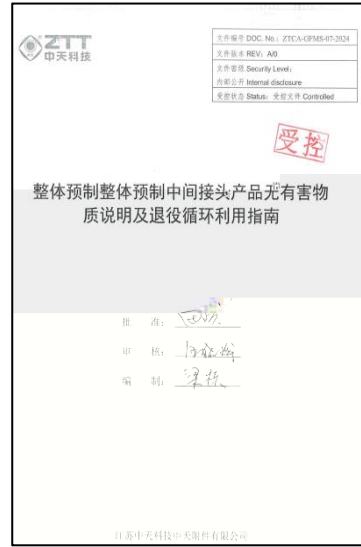 ZTT
中天科技
文件编号 DOC. No.: ZTCA-GFMS-07-2024
文件版本 REV: A/0
文件密级 Security Level:
内部公开 Internal disclosure
受控状态 Status: 受控文件 Controlled
受控
整体预制整体预制中间接头产品无有害物
质说明及退役循环利用指南
批 准:
审 核:
编 制:
江苏中天科技中天附件有限公司